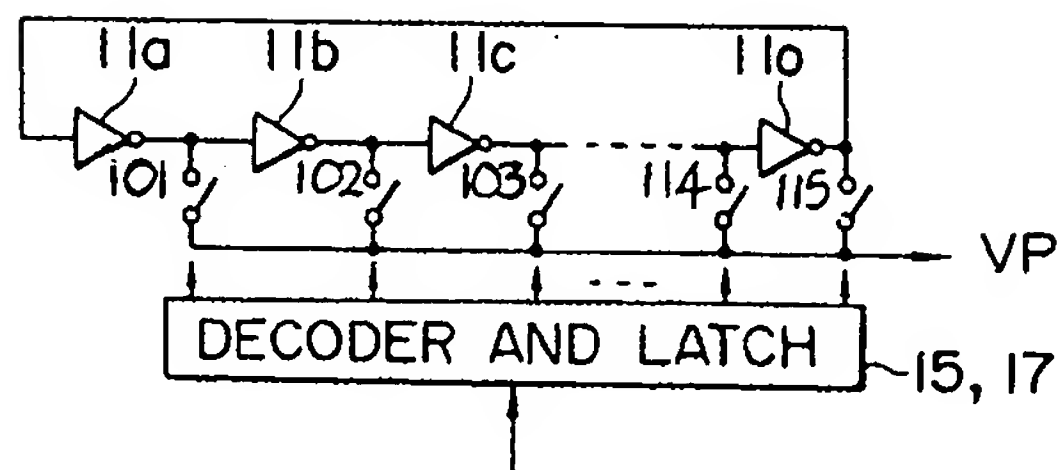 11a 11b 11c 11o
101 102 103 114 115
VP
DECODER AND LATCH
15, 17